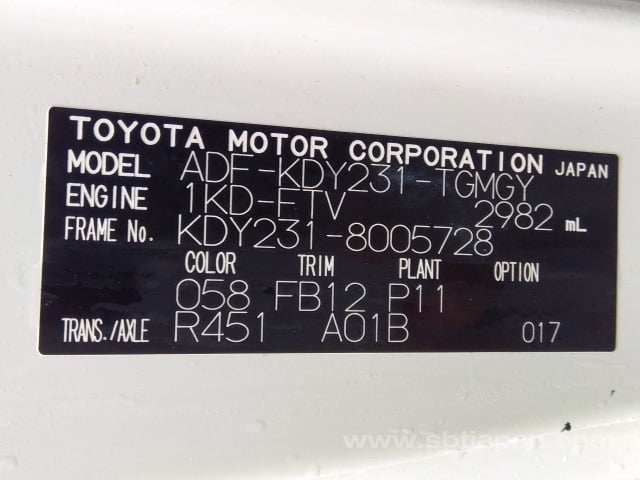 TOYOTA MOTOR CORPORATION JAPAN
MODEL ADF-KDY231-TGMGY
ENGINE 1KD-FTV 2982 mL
FRAME No. KDY231-8005728
COLOR TRIM PLANT OPTION
058 FB12 P11
TRANS./AXLE R451 A01B 017
www.sbtjapan.com